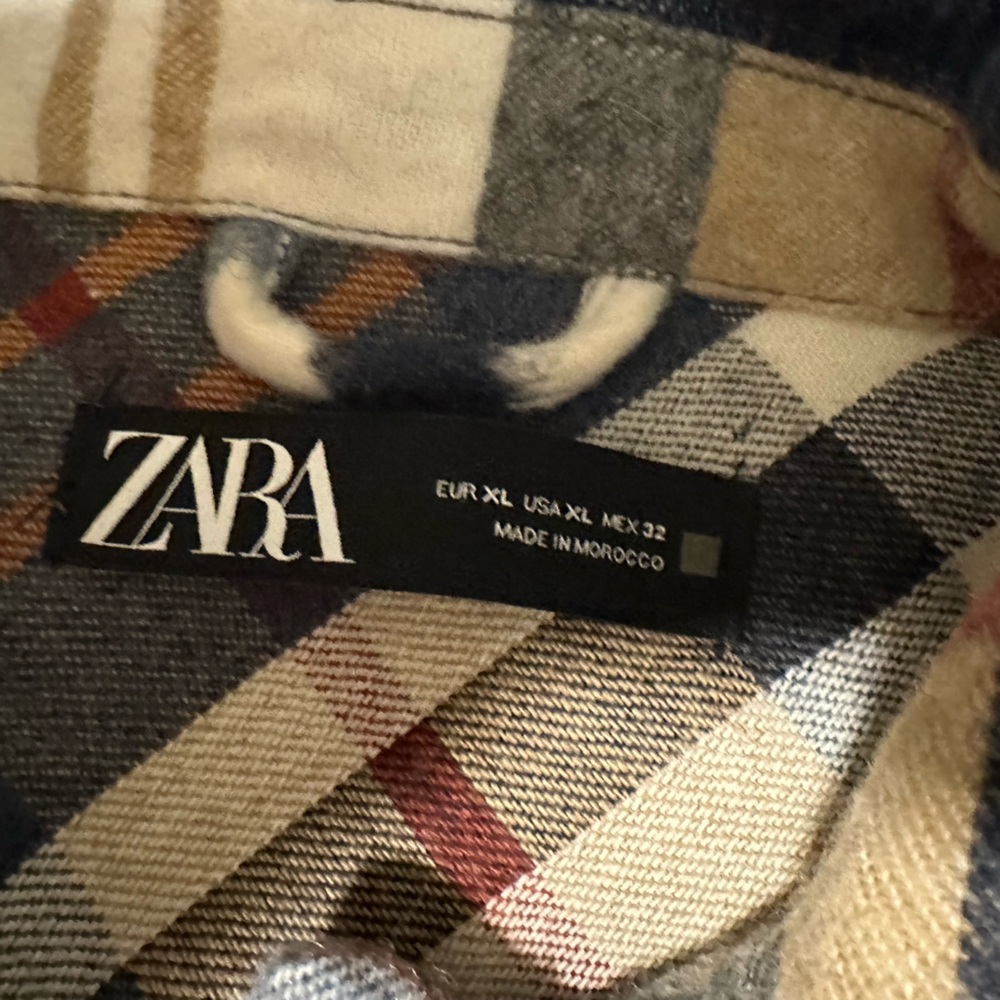 ZARA
EUR XL USA XL MEX 32
MADE IN MOROCCO